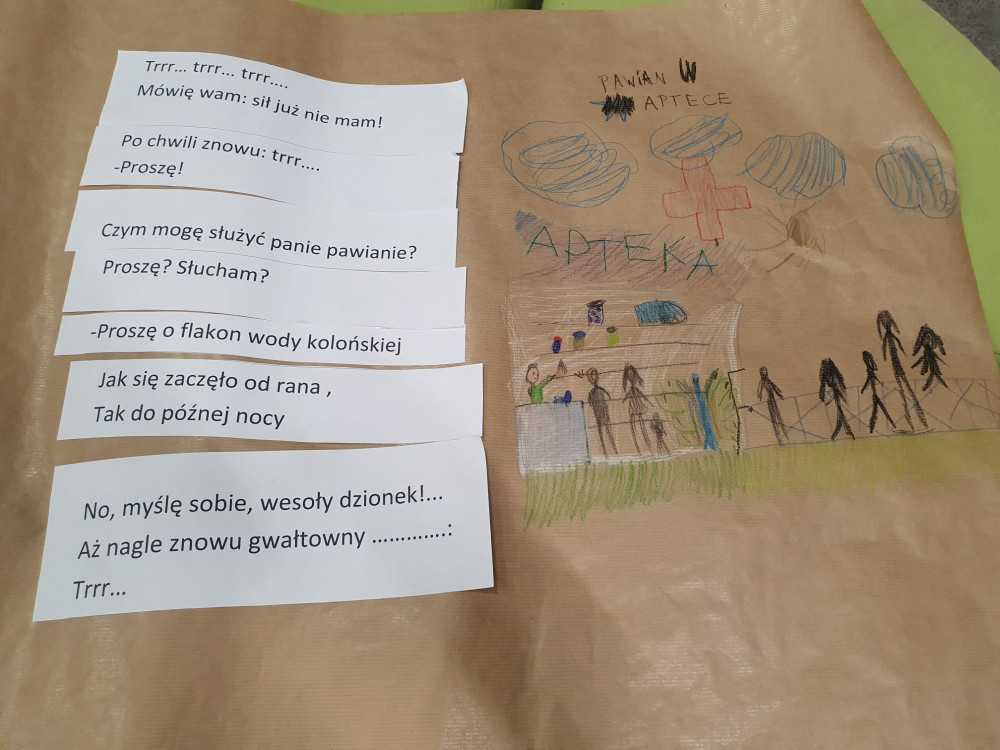 Trrr... trrr... trrr....
Mówię wam: sił już nie mam!
Po chwili znowu: trrr....
-Proszę!
Czym mogę służyć panie pawianie?
Proszę? Słucham?
-Proszę o flakon wody kolońskiej
Jak się zaczęło od rana ,
Tak do późnej nocy
No, myślę sobie, wesoły dzionek!...
Aż nagle znowu gwałtowny .............:
Trrr...
PAWiAN W
APTECE
APTEKA